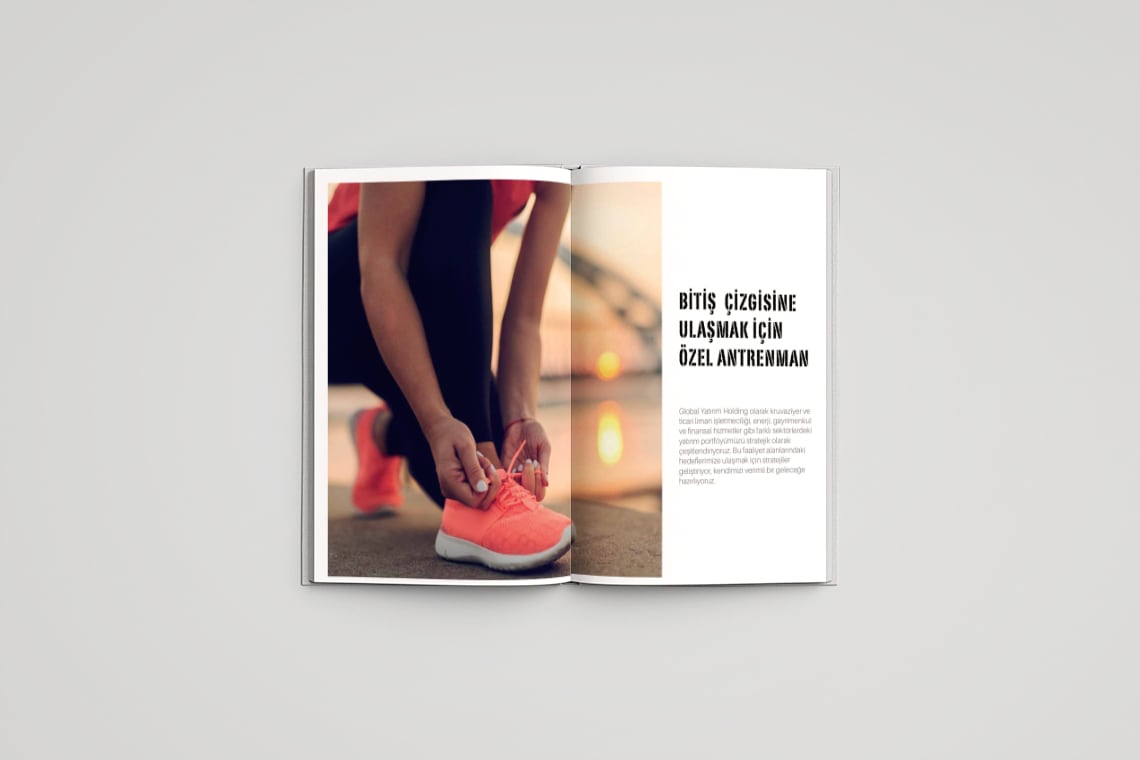 BİTİŞ ÇİZGİSİNE
ULAŞMAK İÇİN
ÖZEL ANTRENMAN
Global Yatırım Holding olarak kruvaziyer ve
ticari liman işletmeciliği, enerji, gayrimenkul
ve finansal hizmetler gibi farklı sektörlerdeki
yatırım portföyümüzü stratejik olarak
çeşitlendiriyoruz. Bu faaliyet alanlarındaki
hedeflerimize ulaşmak için stratejiler
geliştiriyor, kendimizi verimli bir geleceğe
hazırlıyoruz.